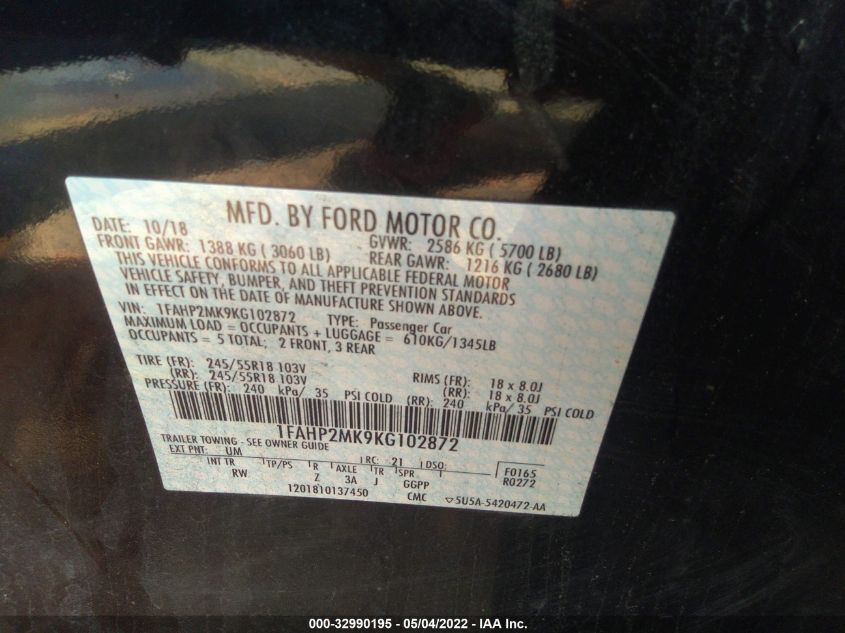 MFD. BY FORD MOTOR CO.
DATE: 10/18 GVWR: 2586 KG ( 5700 LB)
FRONT GAWR: 1388 KG ( 3060 LB) REAR GAWR: 1216 KG ( 2680 LB)
THIS VEHICLE CONFORMS TO ALL APPLICABLE FEDERAL MOTOR
VEHICLE SAFETY, BUMPER, AND THEFT PREVENTION STANDARDS
IN EFFECT ON THE DATE OF MANUFACTURE SHOWN ABOVE.
VIN: 1FAHP2MK9KG102872 TYPE: Passenger Car
MAXIMUM LOAD = OCCUPANTS + LUGGAGE = 610KG/1345LB
OCCUPANTS = 5 TOTAL; 2 FRONT, 3 REAR
TIRE (FR): 245/55R18 103V RIMS (FR): 18 x 8.0J
(RR): 245/55R18 103V (RR): 18 x 8.0J
PRESSURE (FR): 240 kPa/ 35 PSI COLD (RR): 240 kPa/ 35 PSI COLD
1FAHP2MK9KG102872
TRAILER TOWING - SEE OWNER GUIDE
EXT PNT: UM RC: 21 DSO: F0165
INT TR TP/PS R AXLE TR SPR R0272
RW Z 3A J GGPP
1201810137450 CMC ▽5U5A-5420472-AA
000-32990195 - 05/04/2022 - IAA Inc.